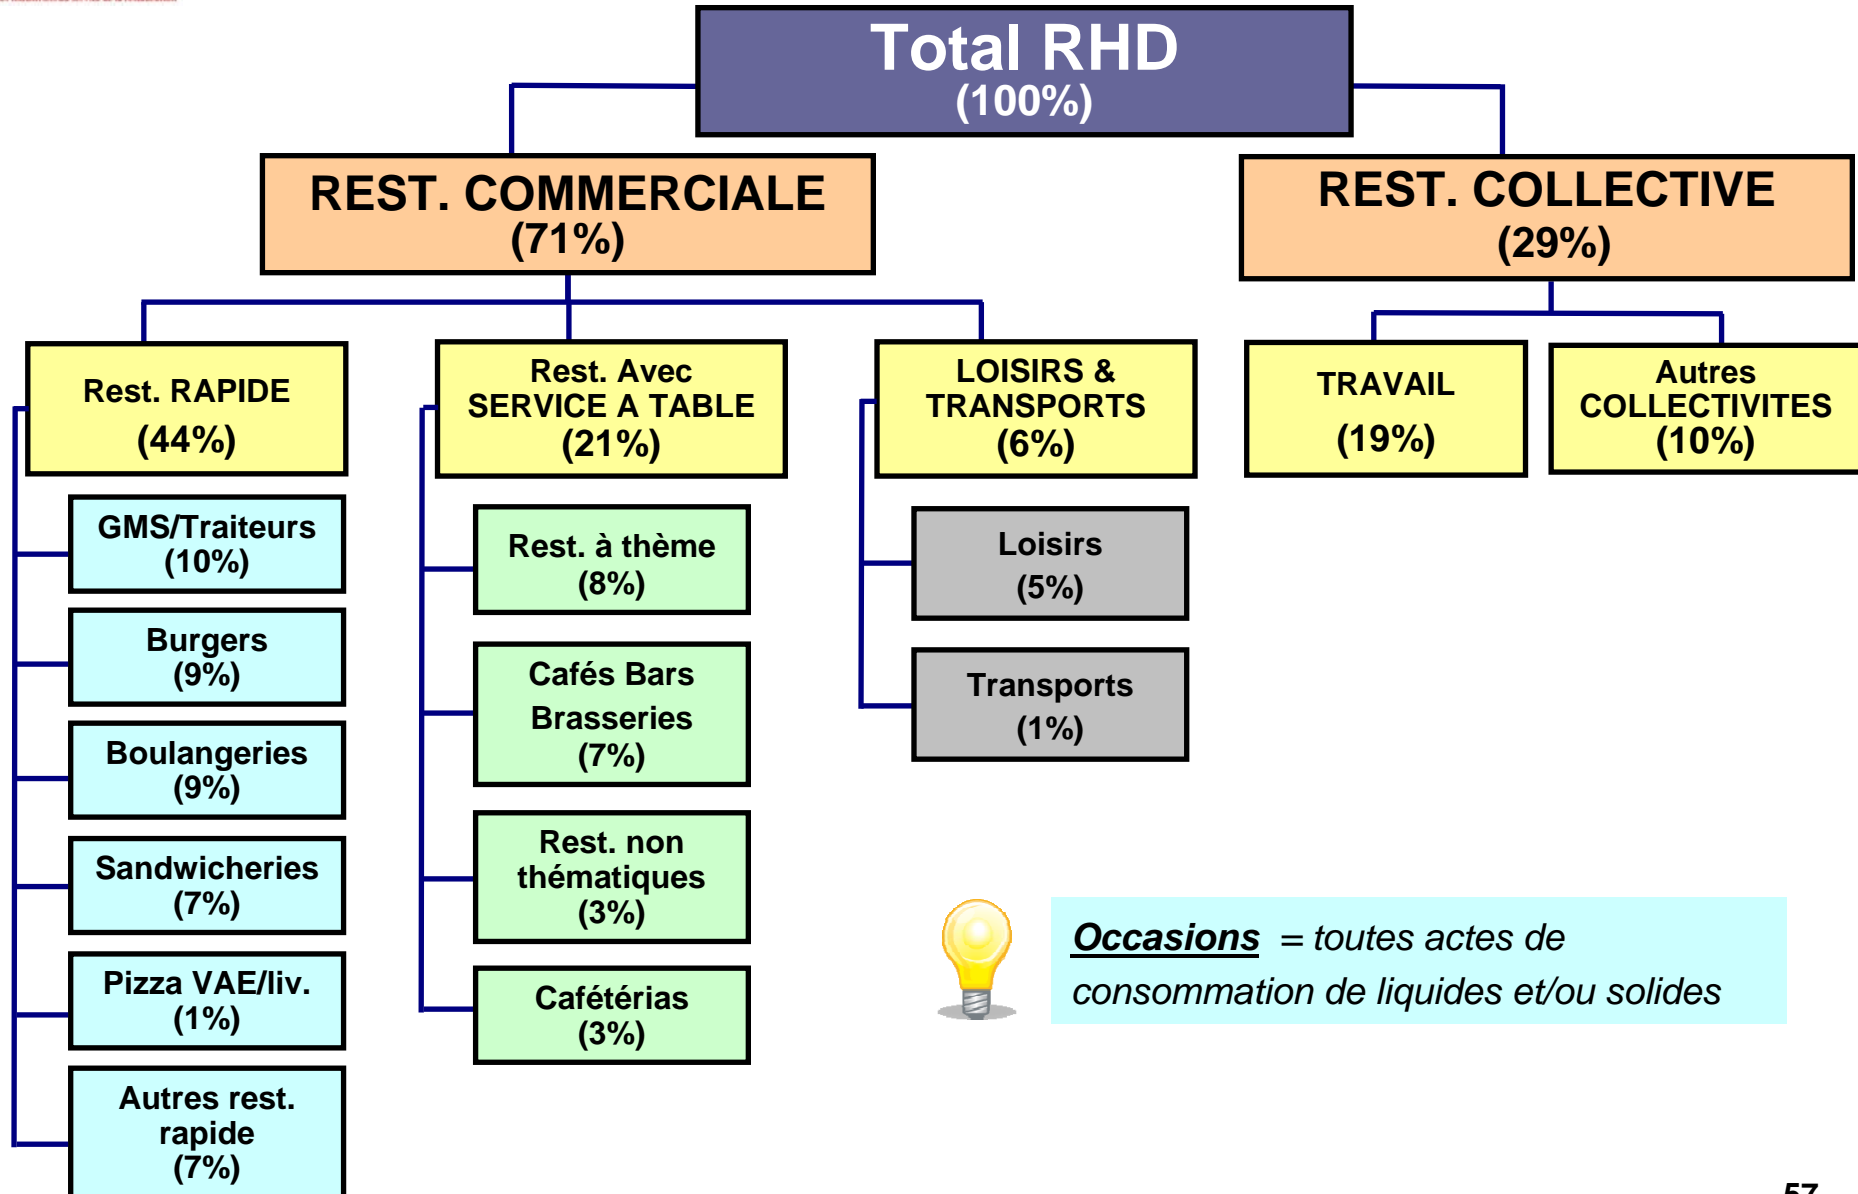 Total RHD
(100%)
REST. COMMERCIALE
(71%)
REST. COLLECTIVE
(29%)
Rest. RAPIDE
(44%)
Rest. Avec
SERVICE A TABLE
(21%)
LOISIRS &
TRANSPORTS
(6%)
TRAVAIL
(19%)
Autres
COLLECTIVITES
(10%)
GMS/Traiteurs
(10%)
Burgers
(9%)
Boulangeries
(9%)
Sandwicheries
(7%)
Pizza VAE/liv.
(1%)
Autres rest.
rapide
(7%)
Rest. à thème
(8%)
Cafés Bars
Brasseries
(7%)
Rest. non
thématiques
(3%)
Cafétérias
(3%)
Loisirs
(5%)
Transports
(1%)
Occasions = toutes actes de
consommation de liquides et/ou solides
57